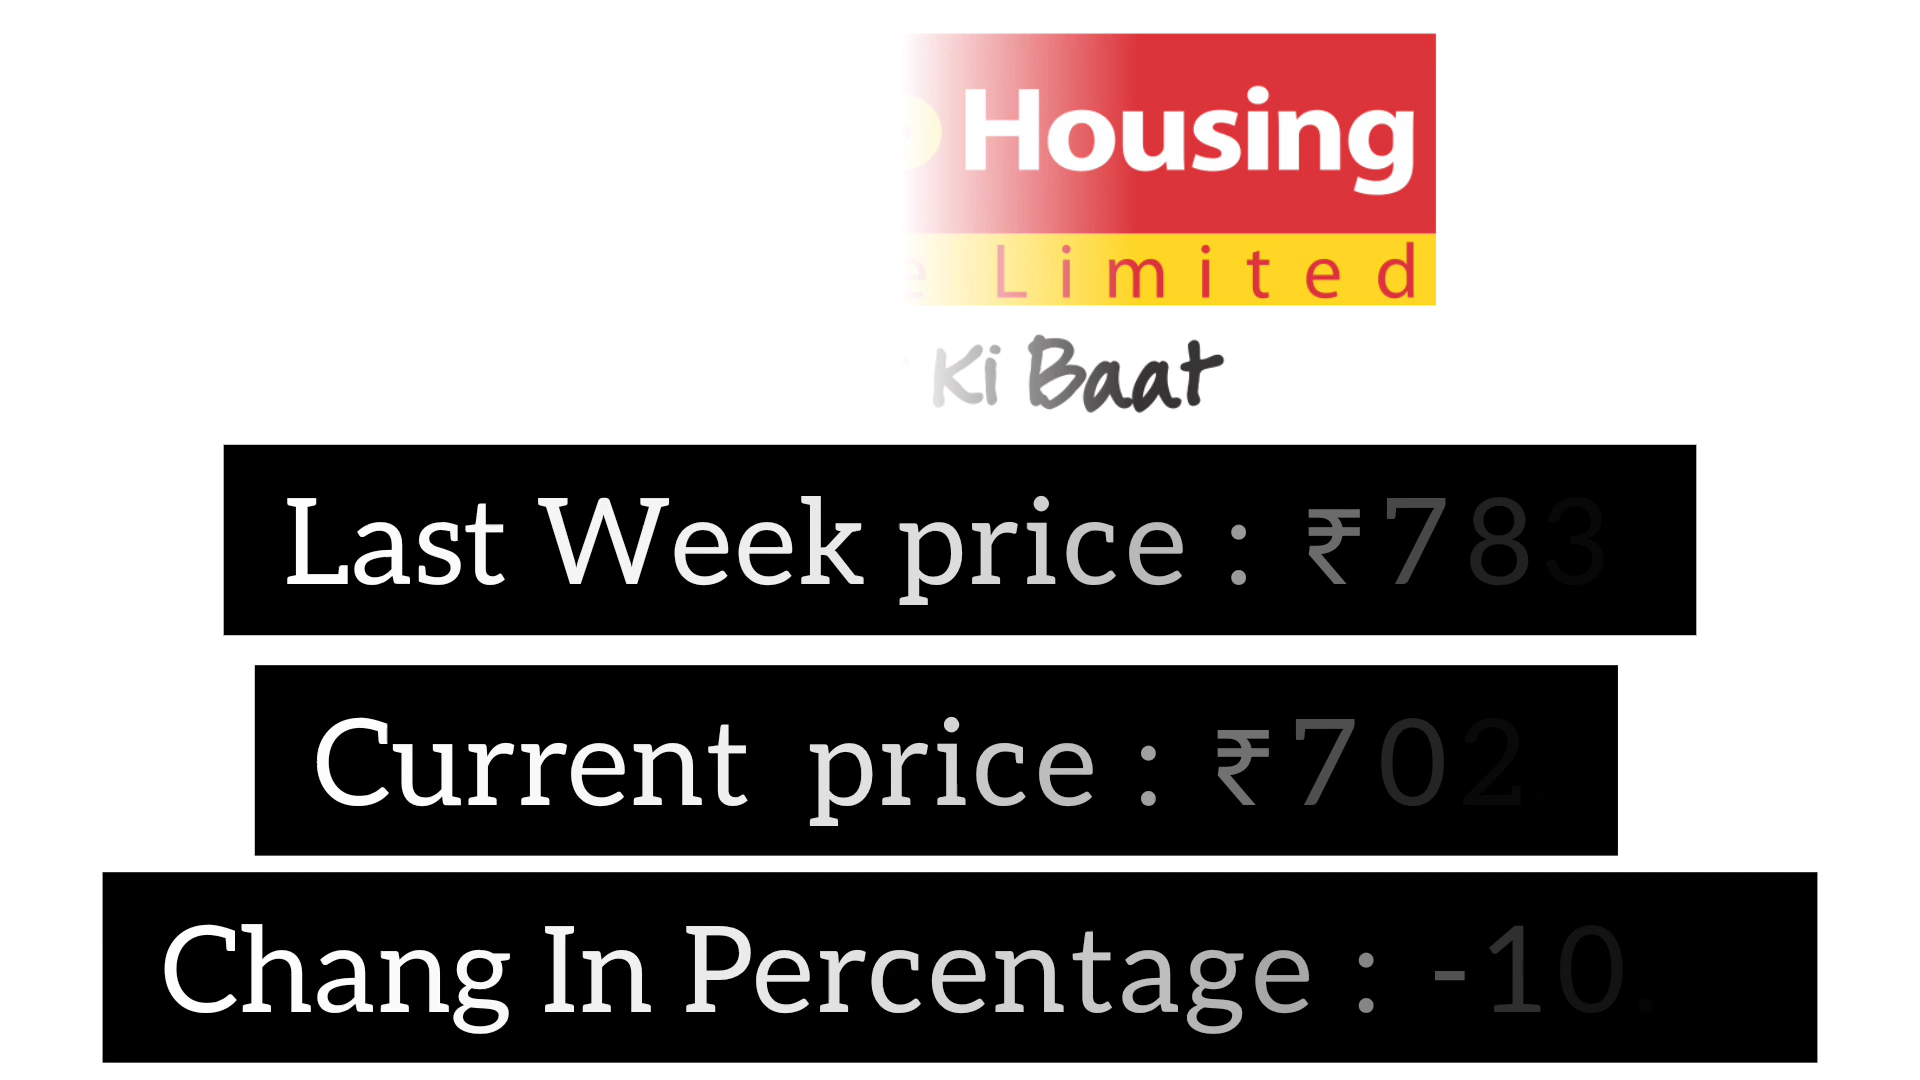 Housing
Limited
Ki Baat
Last Week price : ₹783
Current price : ₹702
Chang In Percentage : -10.